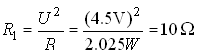 R₁ = U²/R = (4.5V)²/2.025W = 10 Ω